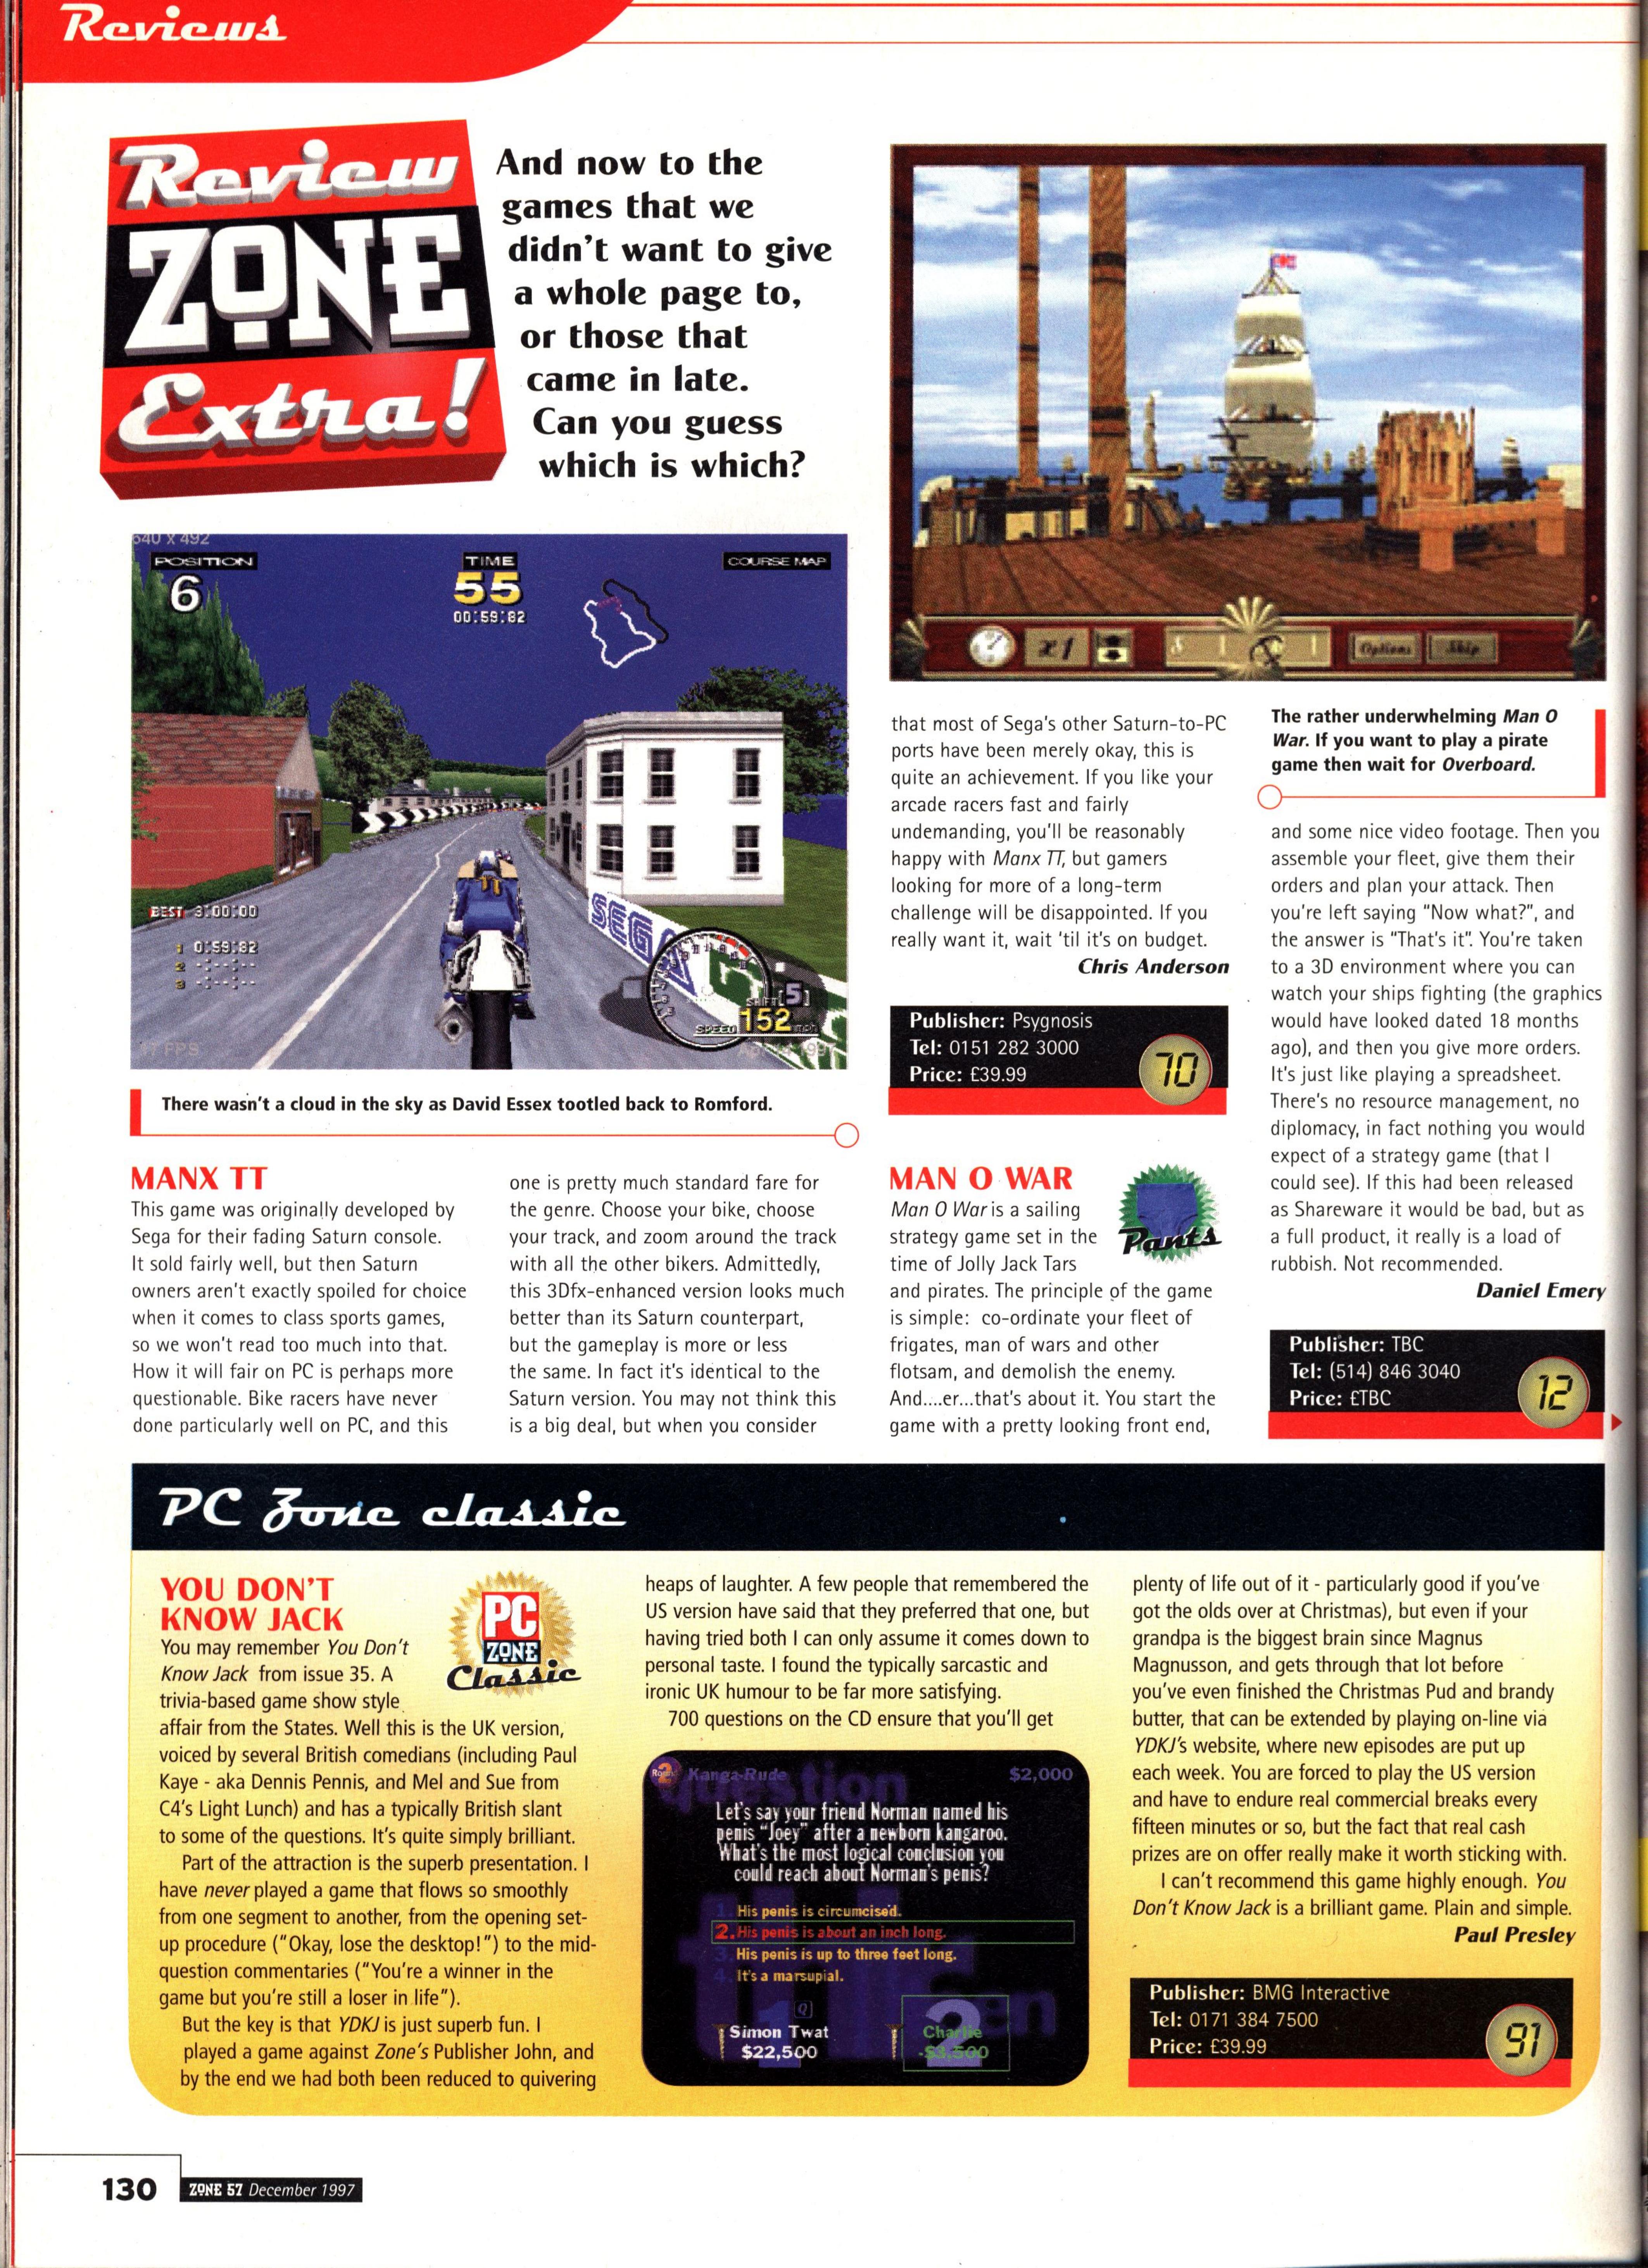 Reviews
Review
ZONE
Extra!
And now to the
games that we
didn't want to give
a whole page to,
or those that
came in late.
Can you guess
which is which?
640 x 492
POSITION
6
TIME
55
00:59:82
COURSE MAP
BEST 3:00:00
1 0:59:82
2 -:--:--
3 -:--:--
SEGA
SHIFT [5]
SPEED 152 mph
17 FPS
There wasn't a cloud in the sky as David Essex tootled back to Romford.
MANX TT
This game was originally developed by
Sega for their fading Saturn console.
It sold fairly well, but then Saturn
owners aren't exactly spoiled for choice
when it comes to class sports games,
so we won't read too much into that.
How it will fair on PC is perhaps more
questionable. Bike racers have never
done particularly well on PC, and this
one is pretty much standard fare for
the genre. Choose your bike, choose
your track, and zoom around the track
with all the other bikers. Admittedly,
this 3Dfx-enhanced version looks much
better than its Saturn counterpart,
but the gameplay is more or less
the same. In fact it's identical to the
Saturn version. You may not think this
is a big deal, but when you consider
that most of Sega's other Saturn-to-PC
ports have been merely okay, this is
quite an achievement. If you like your
arcade racers fast and fairly
undemanding, you'll be reasonably
happy with Manx TT, but gamers
looking for more of a long-term
challenge will be disappointed. If you
really want it, wait 'til it's on budget.
Chris Anderson
Publisher: Psygnosis
Tel: 0151 282 3000
Price: £39.99
70
x1
Options
Skip
The rather underwhelming Man O
War. If you want to play a pirate
game then wait for Overboard.
MAN O WAR
Pants
Man O War is a sailing
strategy game set in the
time of Jolly Jack Tars
and pirates. The principle of the game
is simple: co-ordinate your fleet of
frigates, man of wars and other
flotsam, and demolish the enemy.
And....er...that's about it. You start the
game with a pretty looking front end,
and some nice video footage. Then you
assemble your fleet, give them their
orders and plan your attack. Then
you're left saying "Now what?", and
the answer is "That's it". You're taken
to a 3D environment where you can
watch your ships fighting (the graphics
would have looked dated 18 months
ago), and then you give more orders.
It's just like playing a spreadsheet.
There's no resource management, no
diplomacy, in fact nothing you would
expect of a strategy game (that I
could see). If this had been released
as Shareware it would be bad, but as
a full product, it really is a load of
rubbish. Not recommended.
Daniel Emery
Publisher: TBC
Tel: (514) 846 3040
Price: £TBC
12
PC Zone classic
YOU DON'T
KNOW JACK
PC
ZONE
Classic
You may remember You Don't
Know Jack from issue 35. A
trivia-based game show style
affair from the States. Well this is the UK version,
voiced by several British comedians (including Paul
Kaye - aka Dennis Pennis, and Mel and Sue from
C4's Light Lunch) and has a typically British slant
to some of the questions. It's quite simply brilliant.
Part of the attraction is the superb presentation. I
have never played a game that flows so smoothly
from one segment to another, from the opening set-
up procedure ("Okay, lose the desktop!") to the mid-
question commentaries ("You're a winner in the
game but you're still a loser in life").
But the key is that YDKJ is just superb fun. I
played a game against Zone's Publisher John, and
by the end we had both been reduced to quivering
heaps of laughter. A few people that remembered the
US version have said that they preferred that one, but
having tried both I can only assume it comes down to
personal taste. I found the typically sarcastic and
ironic UK humour to be far more satisfying.
700 questions on the CD ensure that you'll get
Kanga-Rude
$2,000
Let's say your friend Norman named his
penis "Joey" after a newborn kangaroo.
What's the most logical conclusion you
could reach about Norman's penis?
1. His penis is circumcised.
2. His penis is about an inch long.
3. His penis is up to three feet long.
4. It's a marsupial.
Simon Twat
$22,500
Charlie
-$3,500
plenty of life out of it - particularly good if you've
got the olds over at Christmas), but even if your
grandpa is the biggest brain since Magnus
Magnusson, and gets through that lot before
you've even finished the Christmas Pud and brandy
butter, that can be extended by playing on-line via
YDKJ's website, where new episodes are put up
each week. You are forced to play the US version
and have to endure real commercial breaks every
fifteen minutes or so, but the fact that real cash
prizes are on offer really make it worth sticking with.
I can't recommend this game highly enough. You
Don't Know Jack is a brilliant game. Plain and simple.
Paul Presley
Publisher: BMG Interactive
Tel: 0171 384 7500
Price: £39.99
91
130
ZONE 57 December 1997